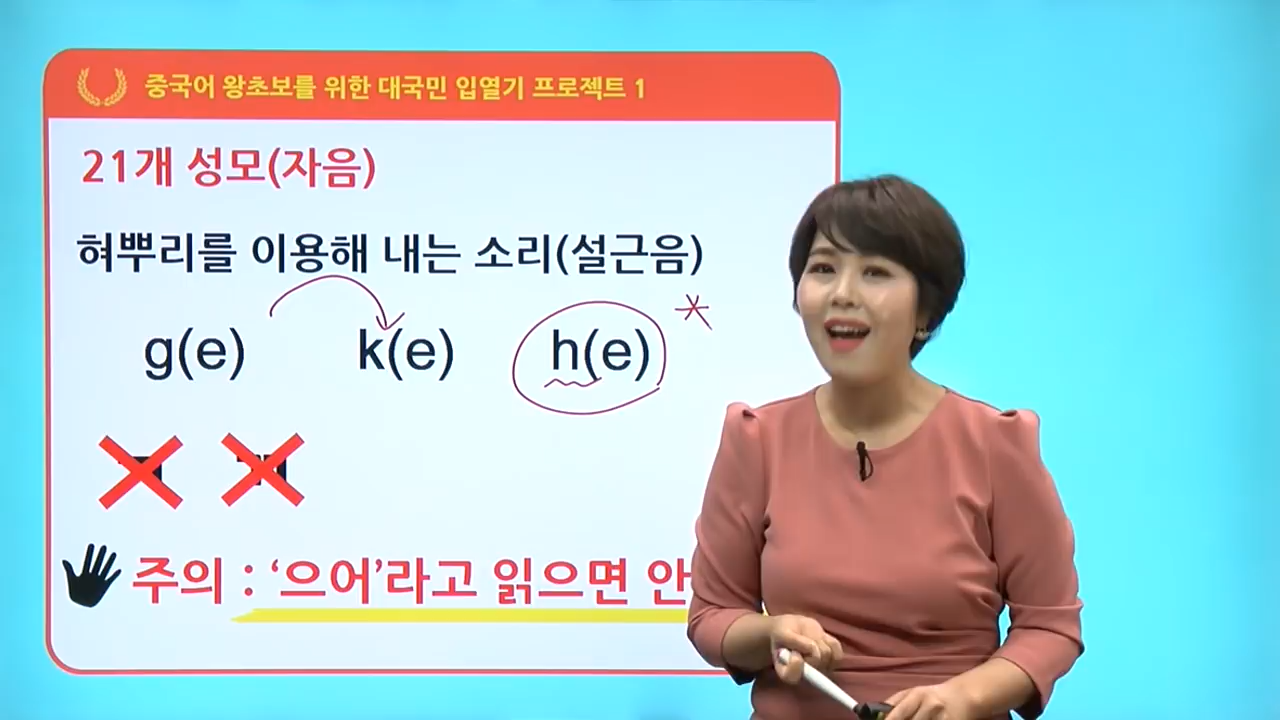 중국어 왕초보를 위한 대국민 입열기 프로젝트 1
21개 성모(자음)
혀뿌리를 이용해 내는 소리(설근음)
g(e) k(e) h(e)
주의 : ‘으어’라고 읽으면 안